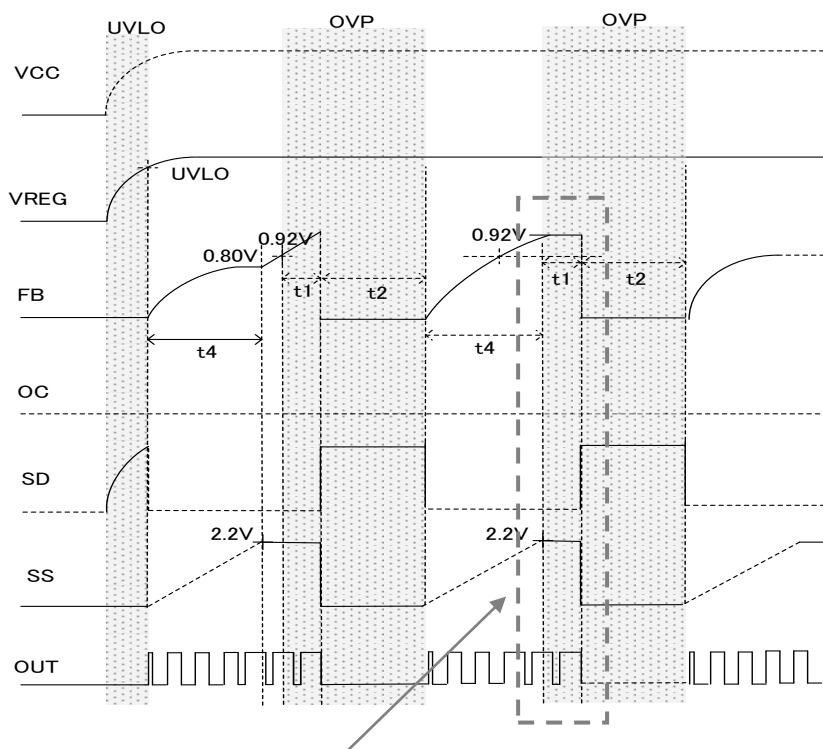 UVLO OVP OVP
VCC
UVLO
VREG
0.80V 0.92V 0.92V
FB
t1 t2 t1 t2
t4 t4
OC
SD
2.2V 2.2V
SS
OUT